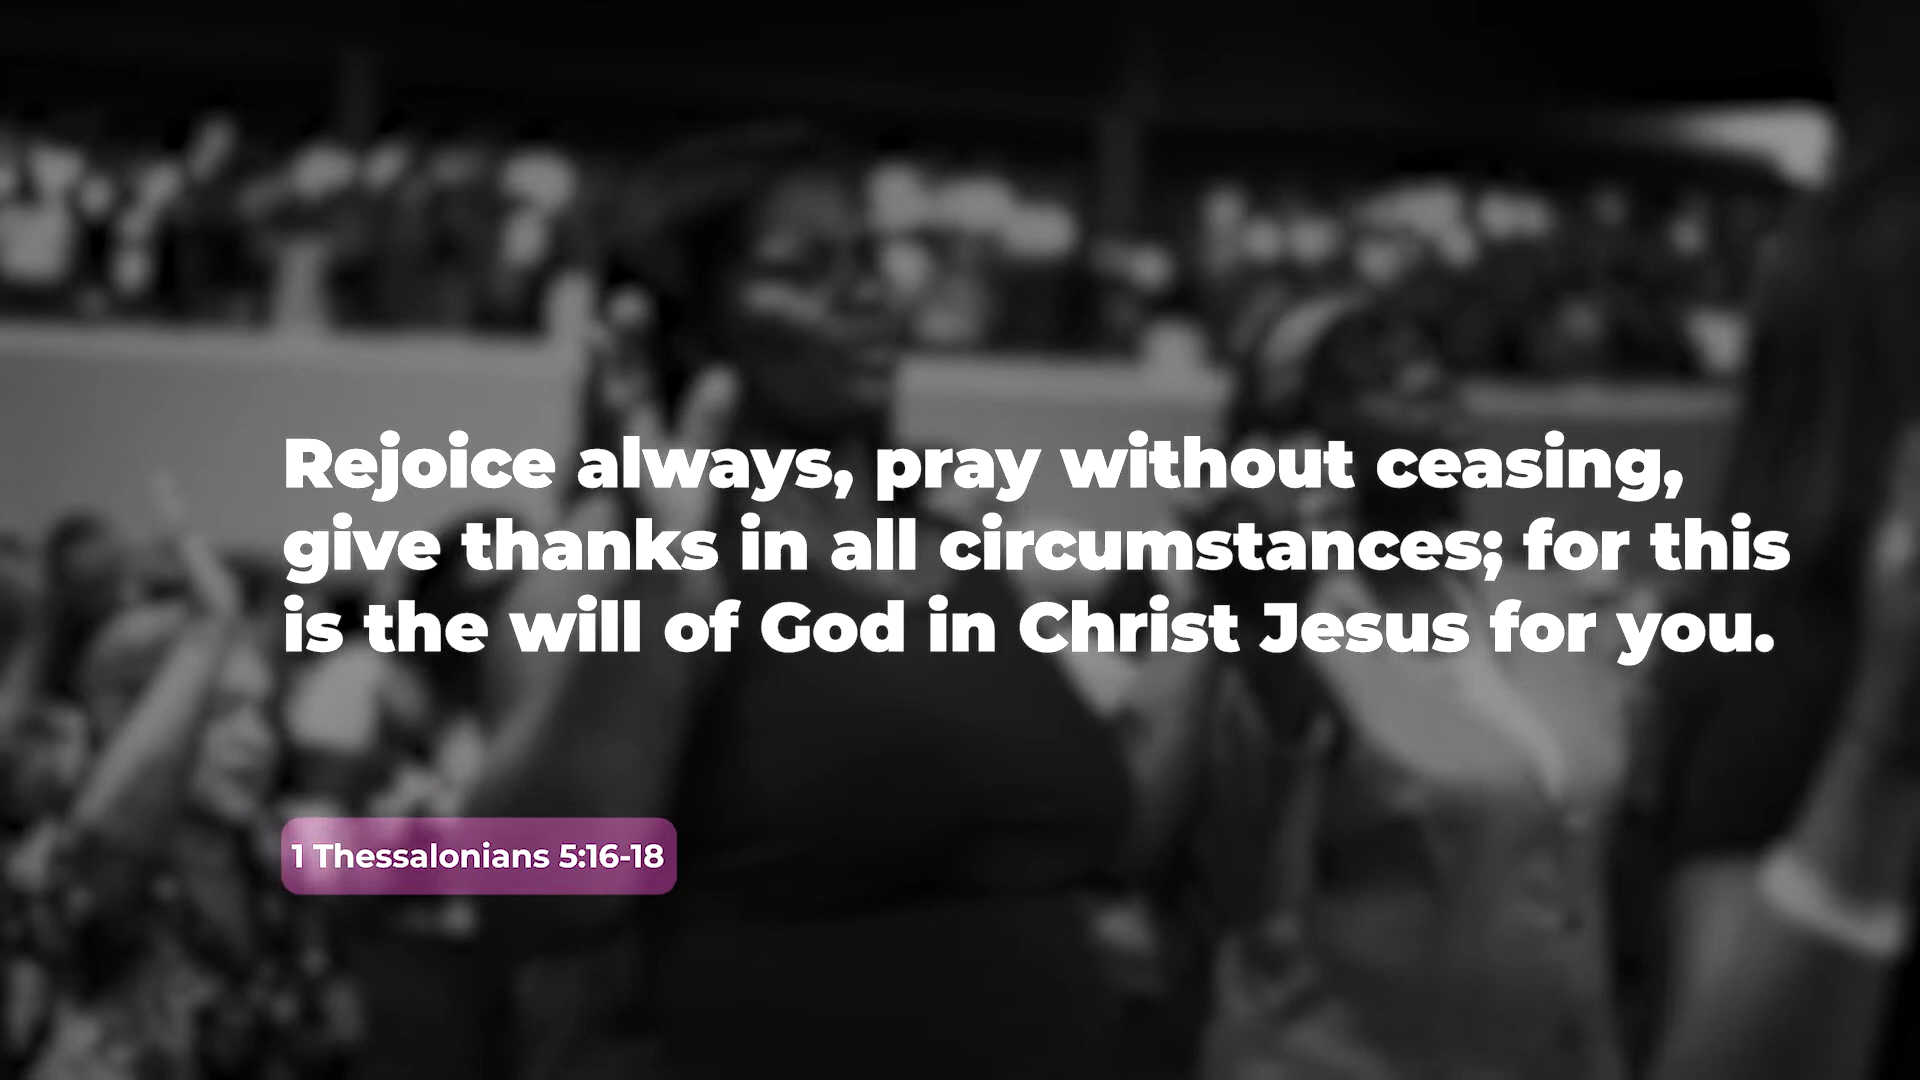 Rejoice always, pray without ceasing,
give thanks in all circumstances; for this
is the will of God in Christ Jesus for you.
1 Thessalonians 5:16-18